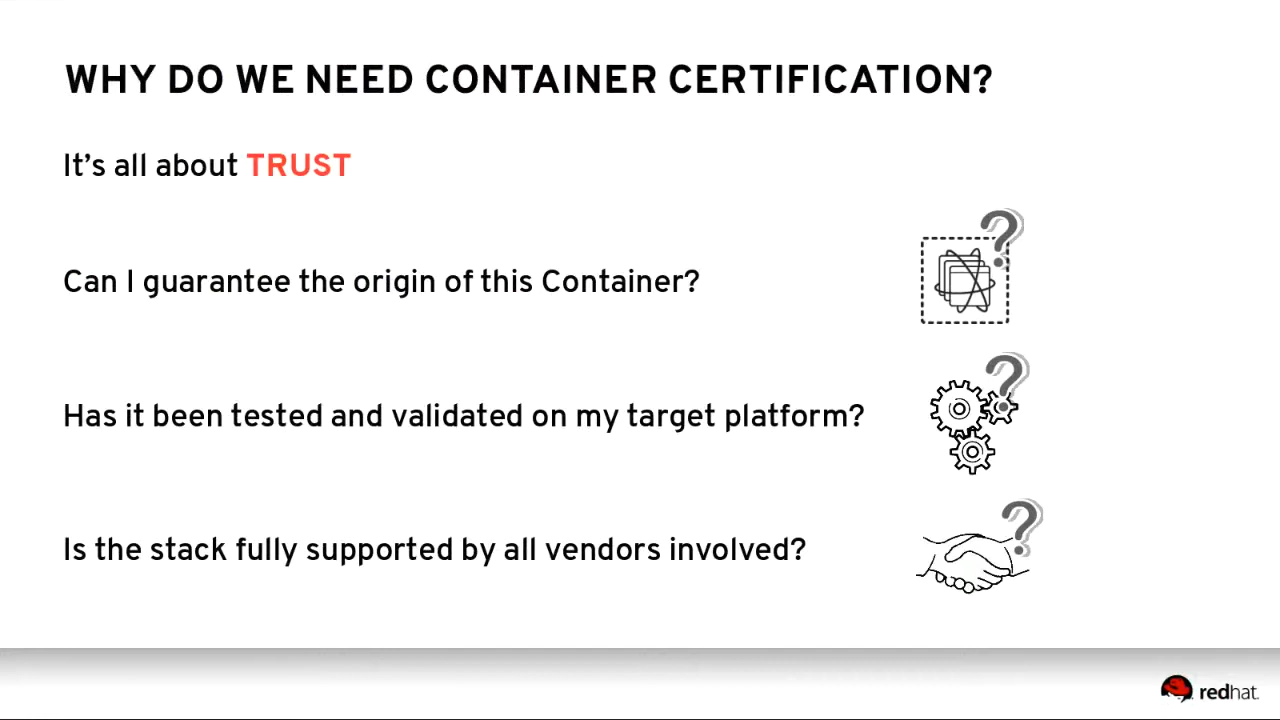 WHY DO WE NEED CONTAINER CERTIFICATION?
It's all about TRUST
Can I guarantee the origin of this Container?
Has it been tested and validated on my target platform?
Is the stack fully supported by all vendors involved?
redhat.